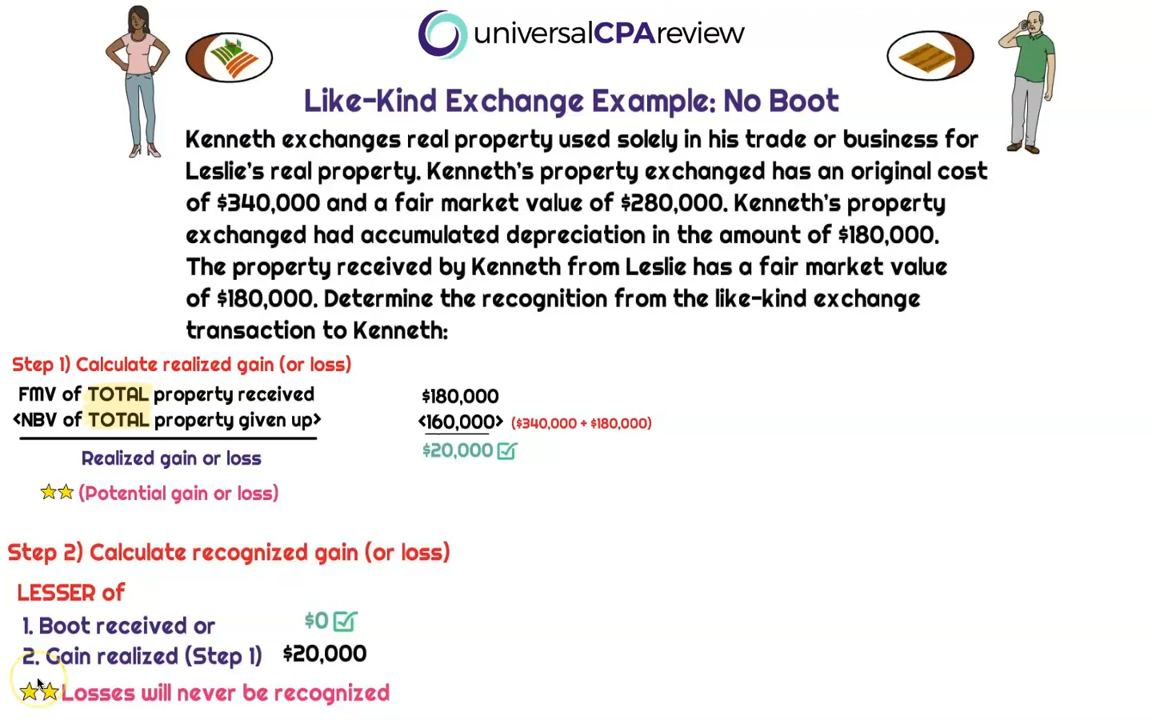 universalCPAreview
Like-Kind Exchange Example: No Boot
Kenneth exchanges real property used solely in his trade or business for
Leslie's real property. Kenneth's property exchanged has an original cost
of $340,000 and a fair market value of $280,000. Kenneth's property
exchanged had accumulated depreciation in the amount of $180,000.
The property received by Kenneth from Leslie has a fair market value
of $180,000. Determine the recognition from the like-kind exchange
transaction to Kenneth:
Step 1) Calculate realized gain (or loss)
FMV of TOTAL property received $180,000
<NBV of TOTAL property given up> <160,000> ($340,000 + $180,000)
Realized gain or loss $20,000
(Potential gain or loss)
Step 2) Calculate recognized gain (or loss)
LESSER of
1. Boot received or $0
2. Gain realized (Step 1) $20,000
Losses will never be recognized